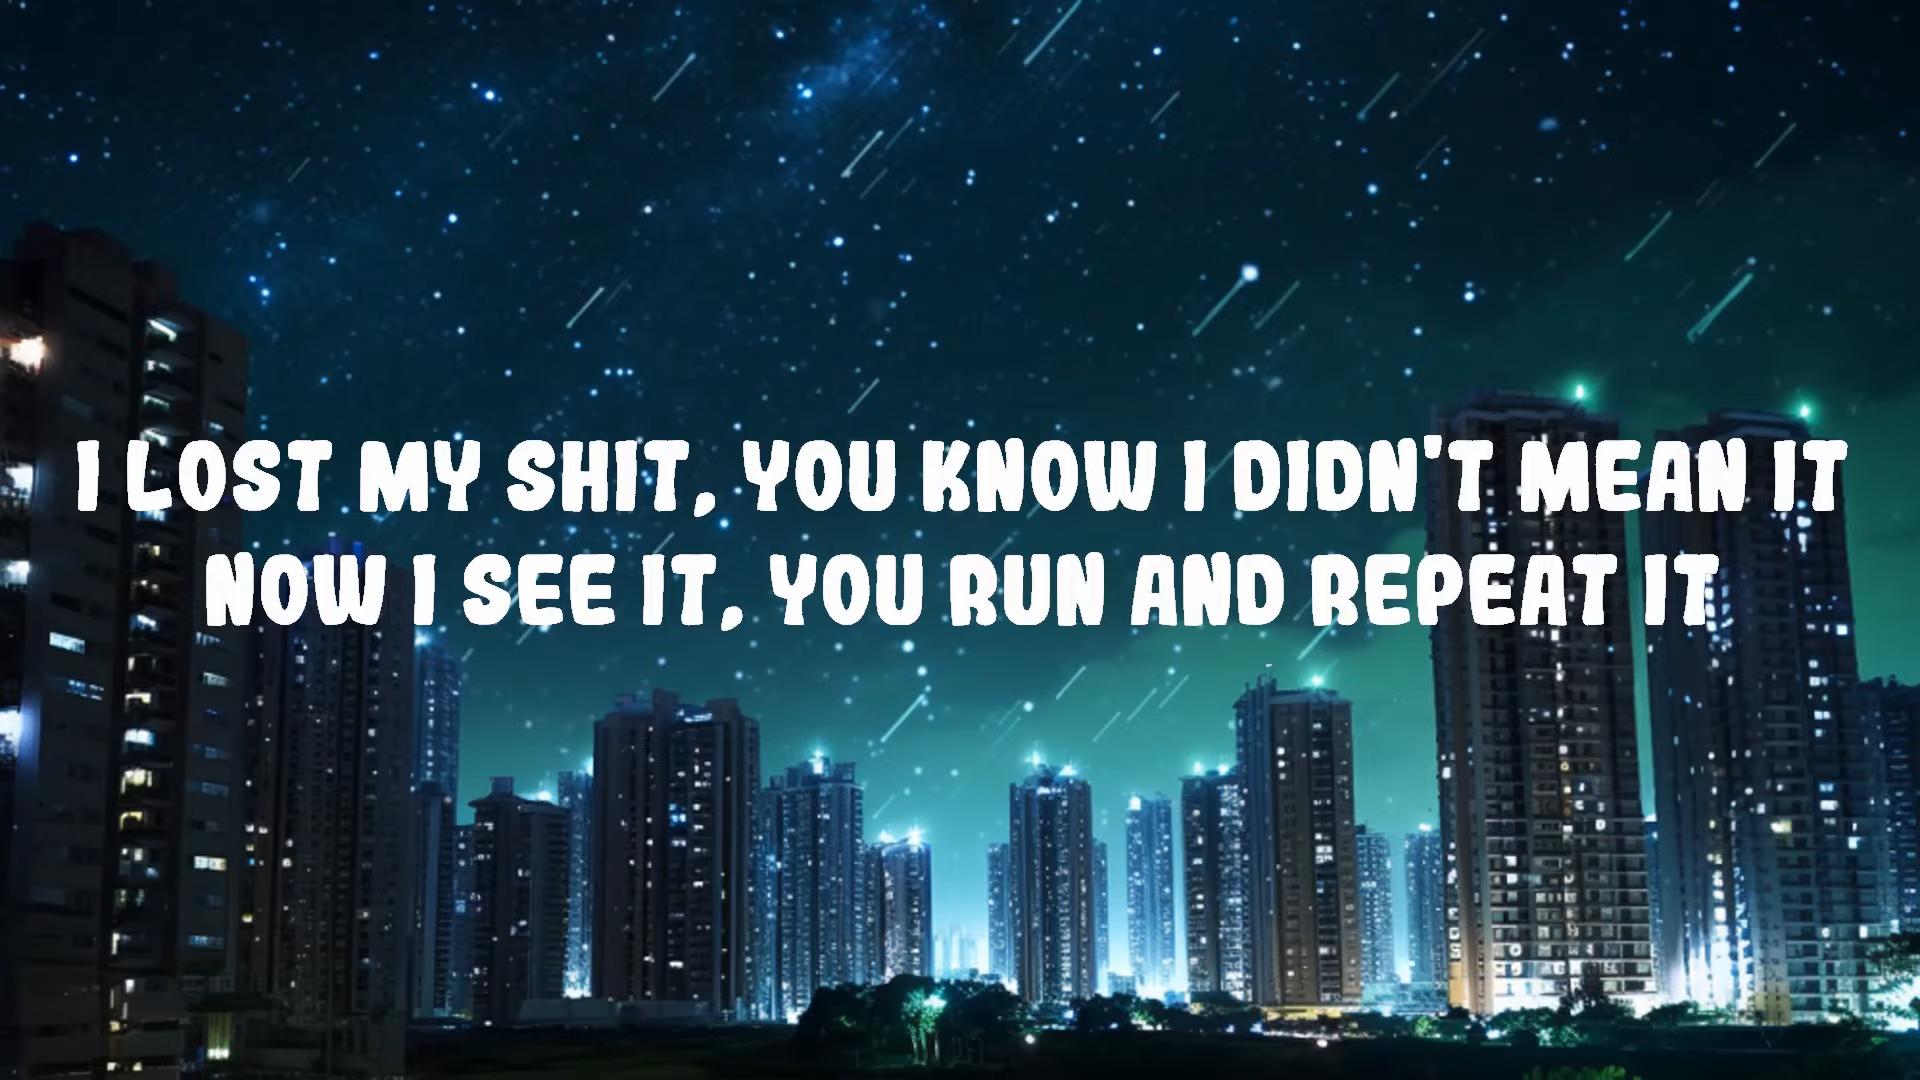 I LOST MY SHIT, YOU KNOW I DIDN'T MEAN IT
NOW I SEE IT, YOU RUN AND REPEAT IT